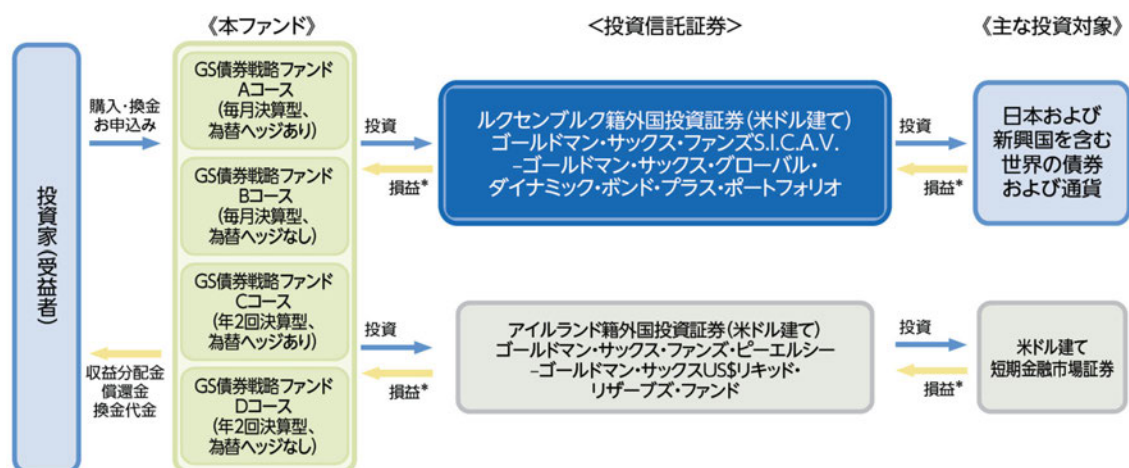 《本ファンド》
<投資信託証券>
《主な投資対象》
投資家(受益者)
購入・換金
お申込み
収益分配金
償還金
換金代金
GS債券戦略ファンド
Aコース
(毎月決算型、
為替ヘッジあり)
GS債券戦略ファンド
Bコース
(毎月決算型、
為替ヘッジなし)
GS債券戦略ファンド
Cコース
(年2回決算型、
為替ヘッジあり)
GS債券戦略ファンド
Dコース
(年2回決算型、
為替ヘッジなし)
投資
損益*
ルクセンブルク籍外国投資証券(米ドル建て)
ゴールドマン・サックス・ファンズS.I.C.A.V.
–ゴールドマン・サックス・グローバル・
ダイナミック・ボンド・プラス・ポートフォリオ
投資
損益*
日本および
新興国を含む
世界の債券
および通貨
投資
損益*
アイルランド籍外国投資証券(米ドル建て)
ゴールドマン・サックス・ファンズ・ピーエルシー
–ゴールドマン・サックスUS$リキッド・
リザーブズ・ファンド
投資
損益*
米ドル建て
短期金融市場証券